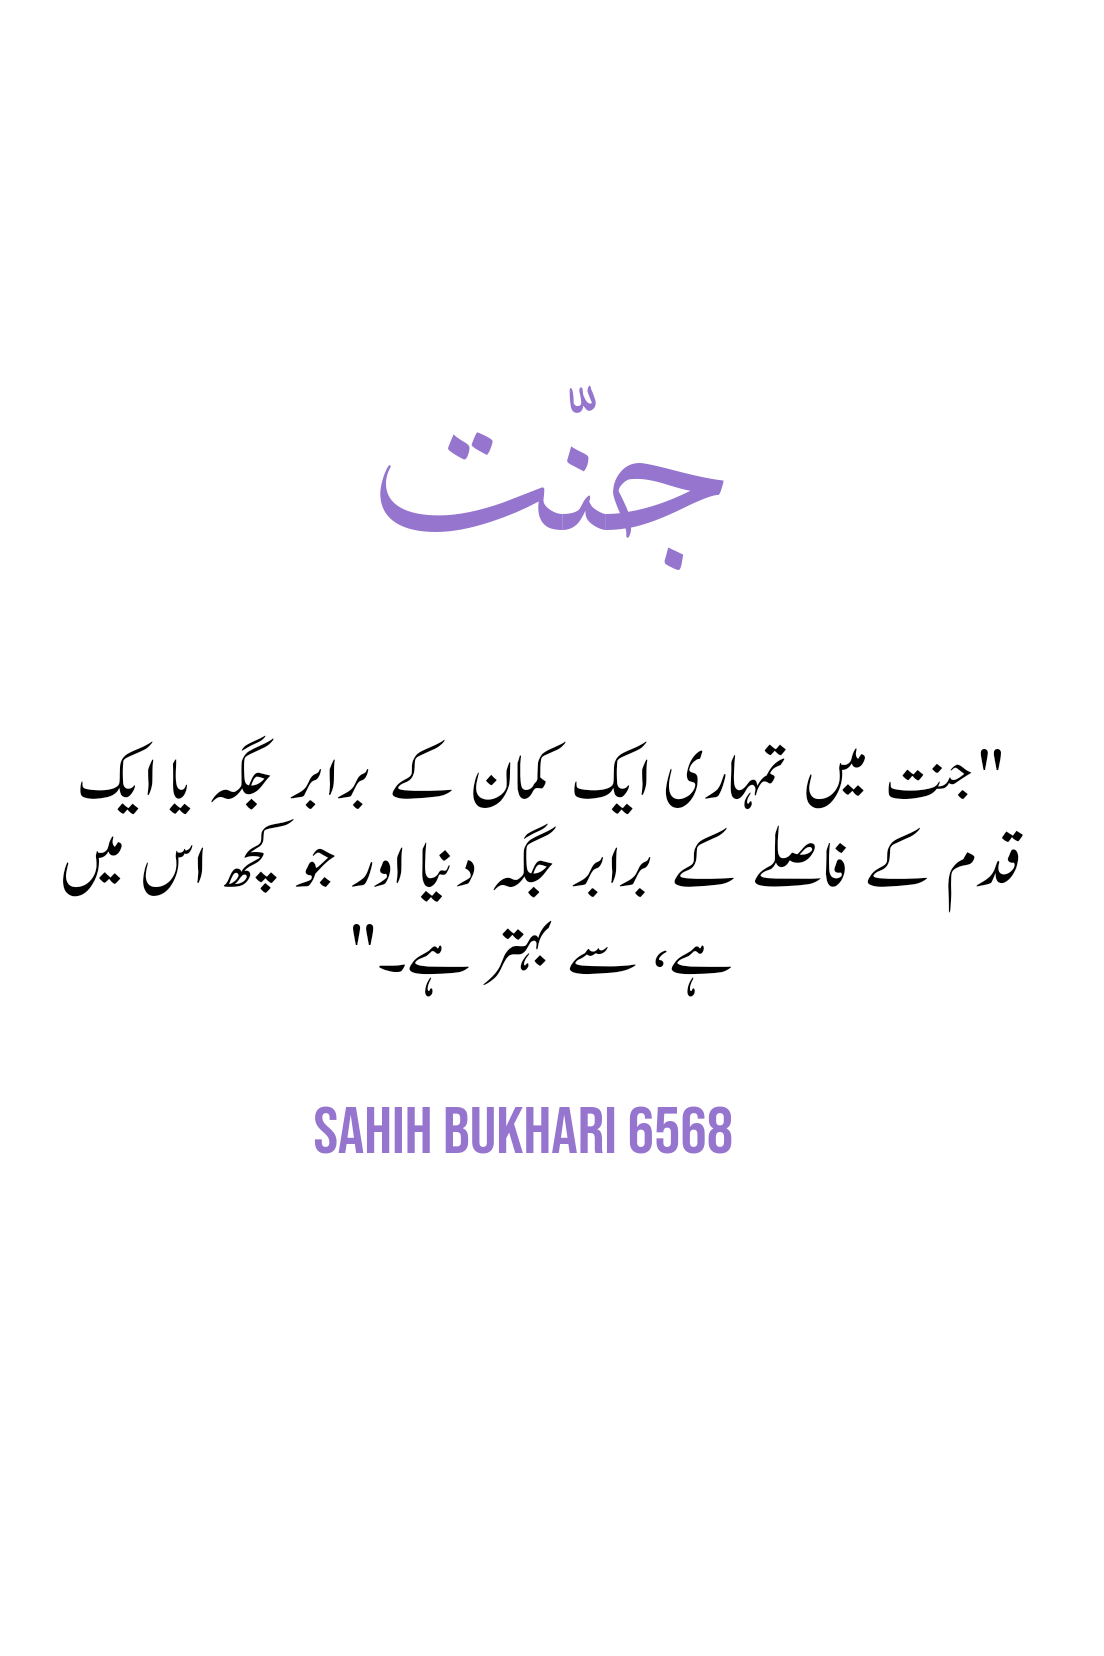 جنّت
"جنت میں تمہاری ایک کمان کے برابر جگہ یا ایک
قدم کے فاصلے کے برابر جگہ دنیا اور جو کچھ اس میں
ہے، سے بہتر ہے۔"
SAHIH BUKHARI 6568